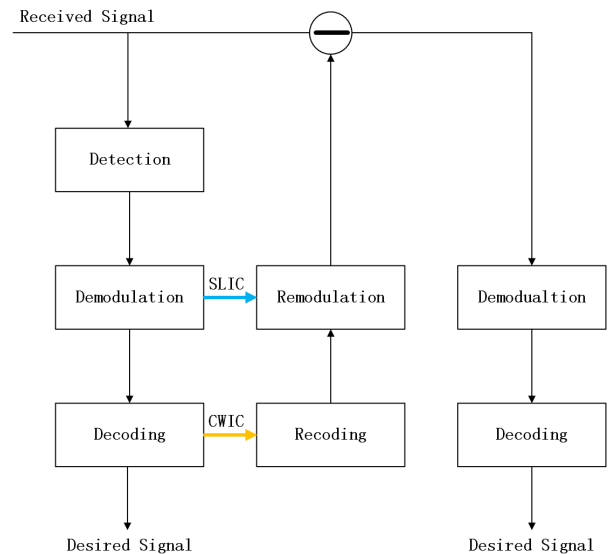 Received Signal
Detection
SLIC
Demodulation
Remodulation
Demodualtion
CWIC
Decoding
Recoding
Decoding
Desired Signal
Desired Signal